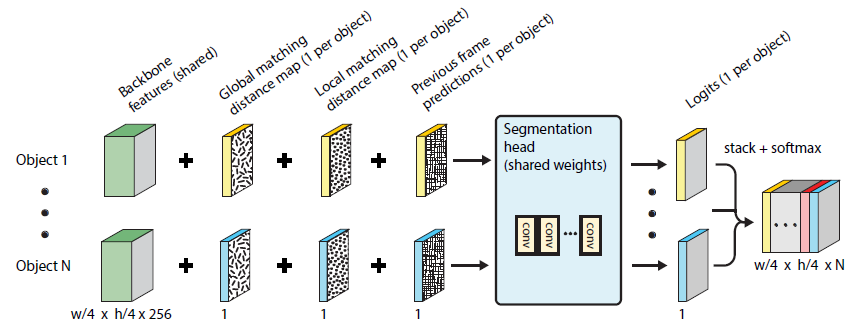 Backbone
features (shared)
Global matching
distance map (1 per object)
Local matching
distance map (1 per object)
Previous frame
predictions (1 per object)
Logits (1 per object)
Object 1
+
+
+
Segmentation
head
(shared weights)
conv
conv
...
conv
stack + softmax
...
Object N
+
+
+
w/4 x h/4 x 256
1
1
1
1
w/4 x h/4 x N